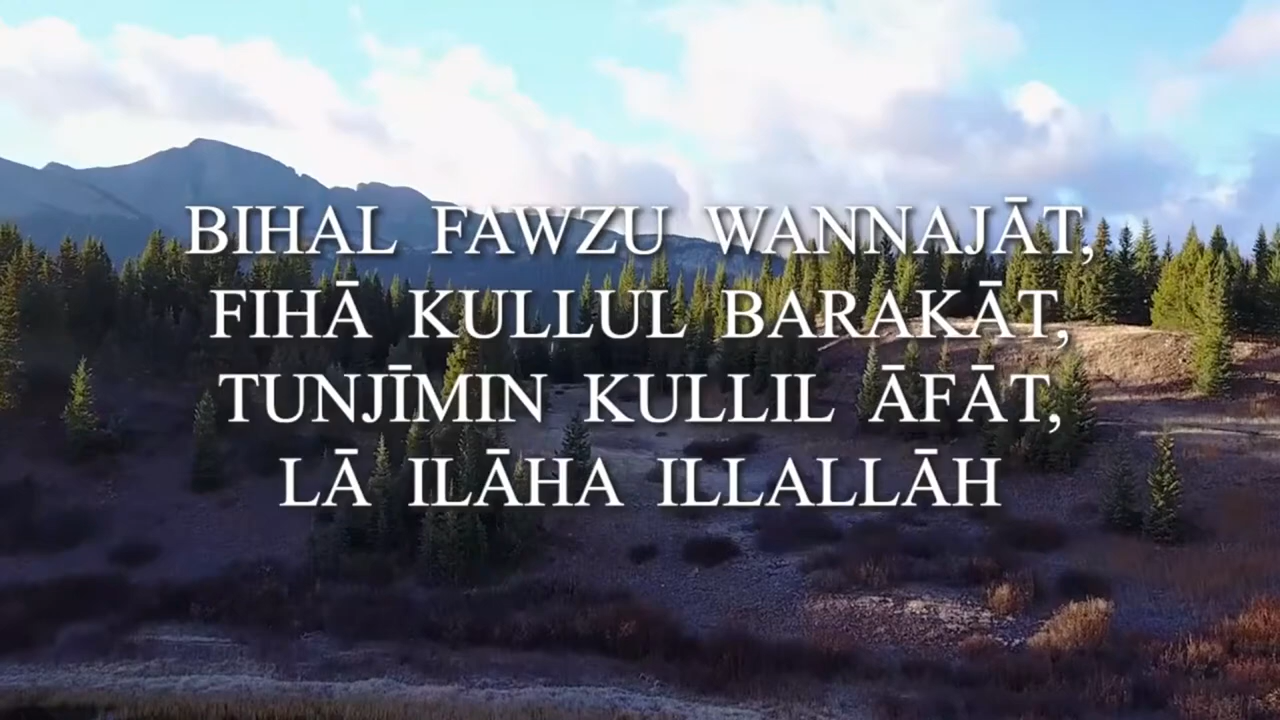 BIHAL FAWZU WANNAJĀT,
FIHĀ KULLUL BARAKĀT,
TUNJĪMIN KULLIL ĀFĀT,
LĀ ILĀHA ILLALLĀH